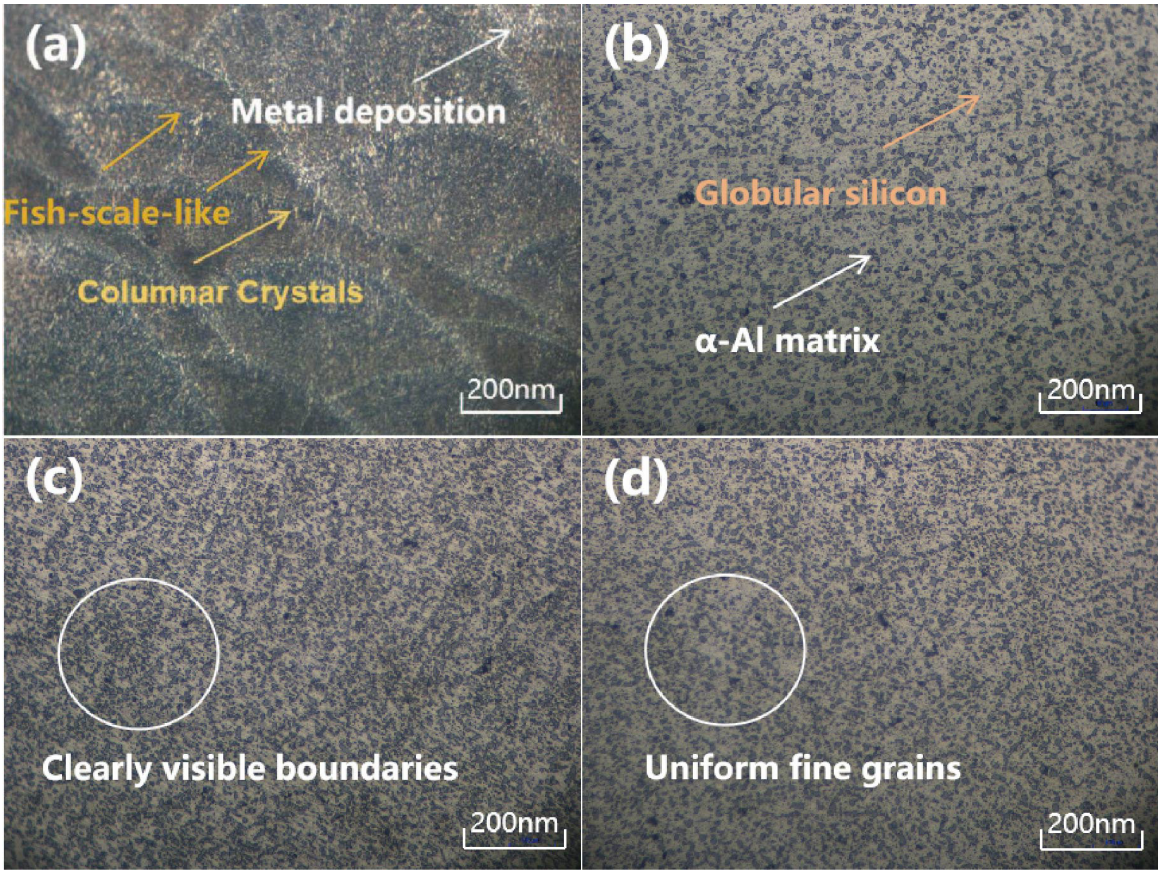 (a)
Metal deposition
Fish-scale-like
Columnar Crystals
200nm
(b)
Globular silicon
α-Al matrix
200nm
(c)
Clearly visible boundaries
200nm
(d)
Uniform fine grains
200nm